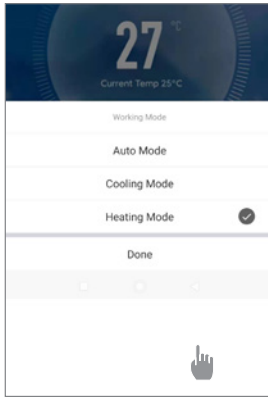 27 °C
Current Temp 25°C
Working Mode
Auto Mode
Cooling Mode
Heating Mode
Done